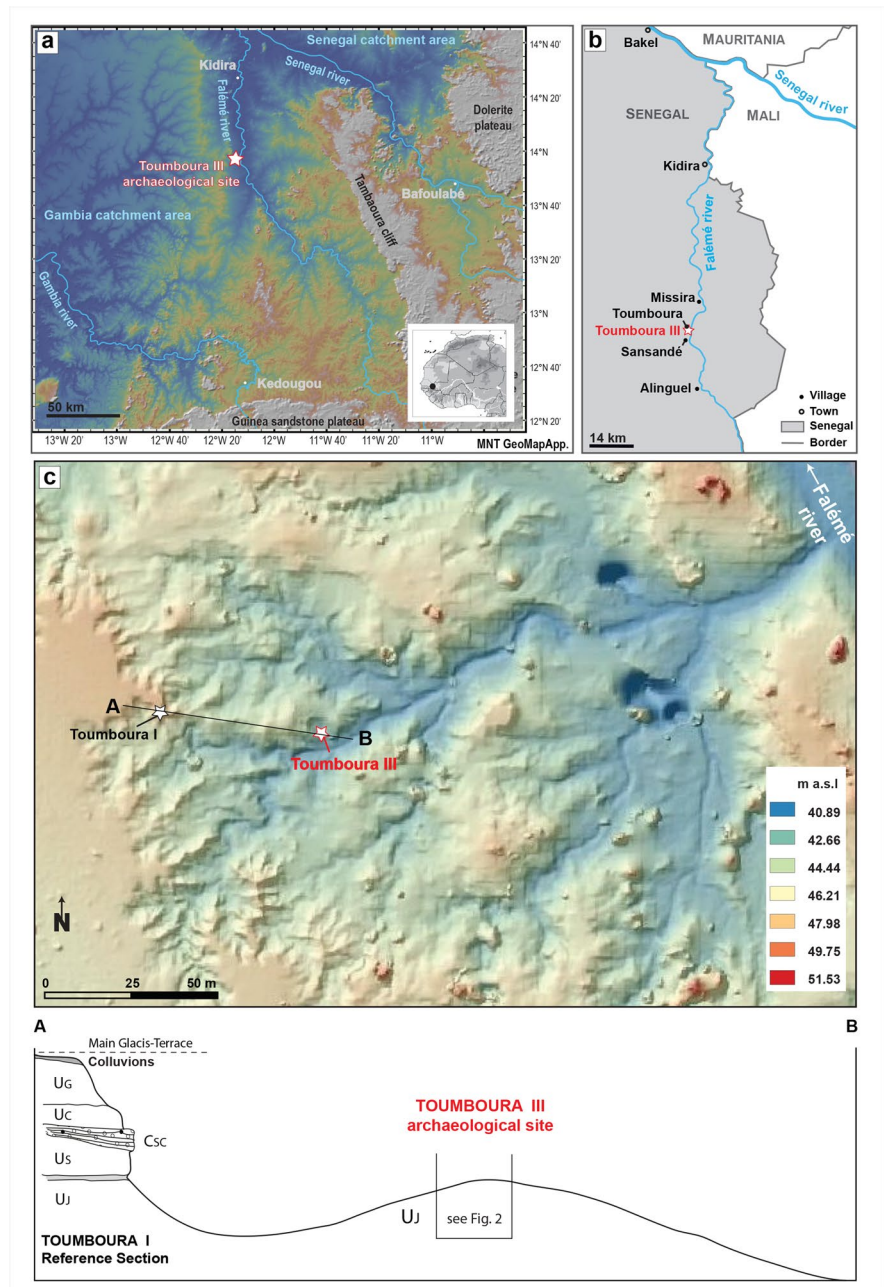 a
Senegal catchment area
Kidira
Senegal river
Falémé river
Dolerite
plateau
Toumboura III
archaeological site
Tambaoura cliff
Bafoulabé
Gambia catchment area
Gambia river
Kedougou
50 km
Guinea sandstone plateau
14°N 40'
14°N 20'
14°N
13°N 40'
13°N 20'
13°N
12°N 40'
12°N 20'
13°W 20'
13°W
12°W 40'
12°W 20'
12°W
11°W 40'
11°W 20'
11°W
MNT GeoMapApp.
b
Bakel
MAURITANIA
Senegal river
SENEGAL
MALI
Kidira
Falémé river
Missira
Toumboura
Toumboura III
Sansandé
Alinguel
Village
Town
Senegal
Border
14 km
c
Falémé
river
A
Toumboura I
B
Toumboura III
m a.s.l
40.89
42.66
44.44
46.21
47.98
49.75
51.53
N
0 25 50 m
A
B
Main Glacis-Terrace
Colluvions
UG
UC
CSC
US
UJ
TOUMBOURA III
archaeological site
UJ
see Fig. 2
TOUMBOURA I
Reference Section